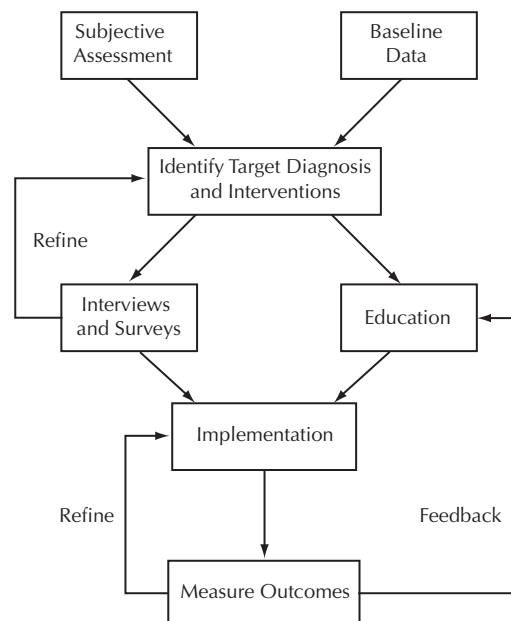 Subjective
Assessment
Baseline
Data
Identify Target Diagnosis
and Interventions
Refine
Interviews
and Surveys
Education
Implementation
Refine
Feedback
Measure Outcomes